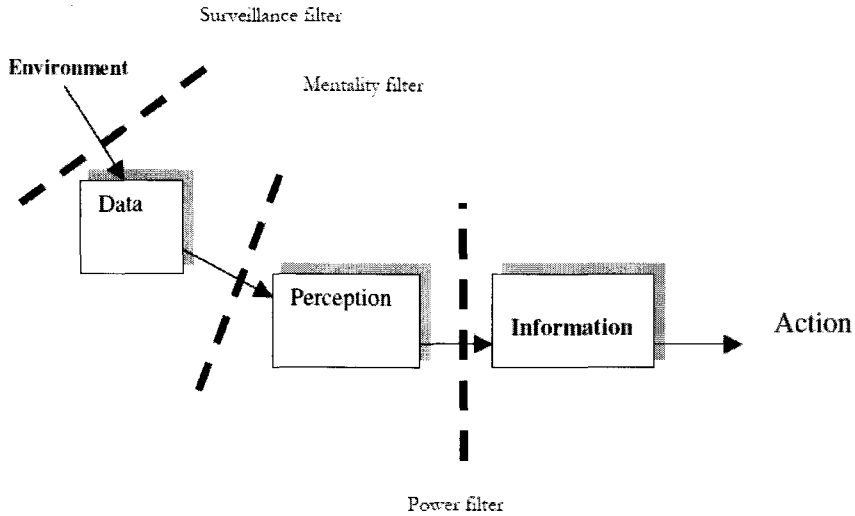 Surveillance filter
Environment
Mentality filter
Data
Perception
Information
Action
Power filter